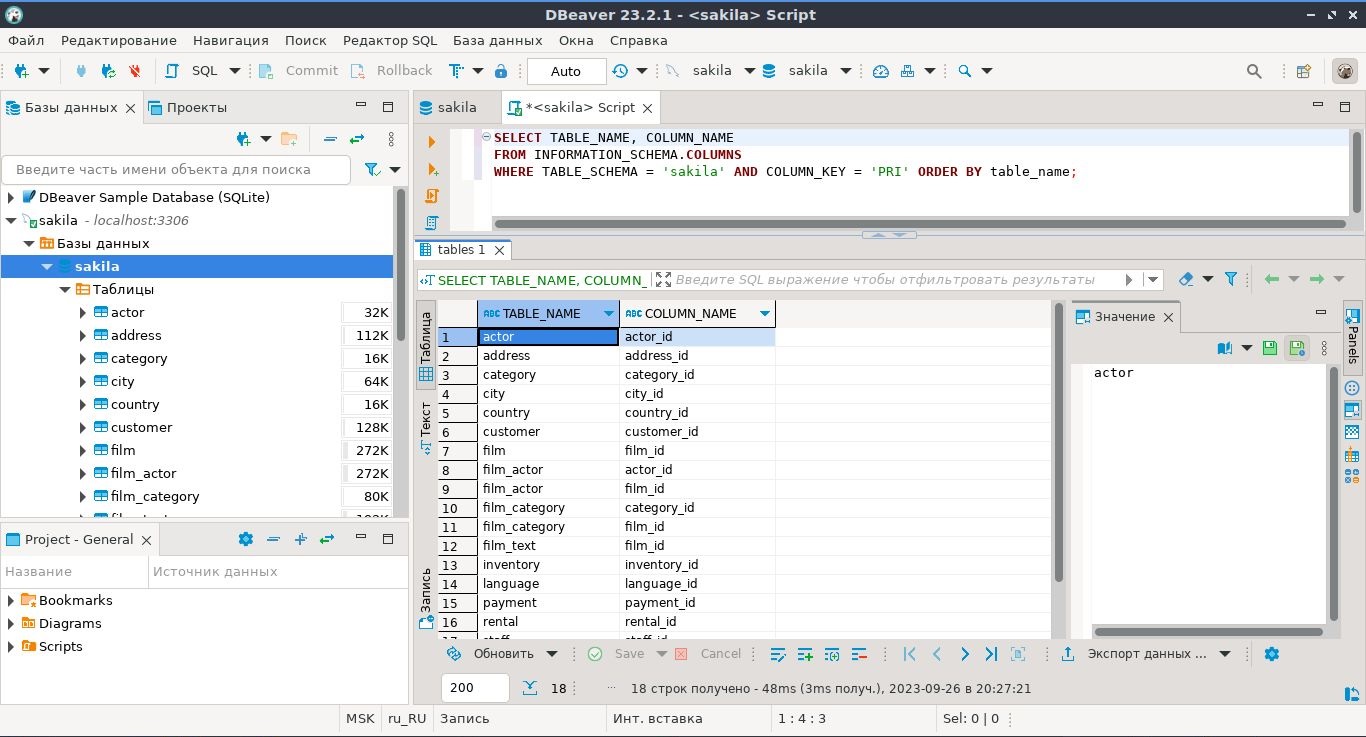 DBeaver 23.2.1 - <sakila> Script
Файл Редактирование Навигация Поиск Редактор SQL База данных Окна Справка
SQL Commit Rollback Auto sakila sakila
Базы данных Проекты
Введите часть имени объекта для поиска
DBeaver Sample Database (SQLite)
sakila - localhost:3306
Базы данных
sakila
Таблицы
actor 32K
address 112K
category 16K
city 64K
country 16K
customer 128K
film 272K
film_actor 272K
film_category 80K
Project - General
Название Источник данных
Bookmarks
Diagrams
Scripts
sakila *<sakila> Script
SELECT TABLE_NAME, COLUMN_NAME
FROM INFORMATION_SCHEMA.COLUMNS
WHERE TABLE_SCHEMA = 'sakila' AND COLUMN_KEY = 'PRI' ORDER BY table_name;
tables 1
SELECT TABLE_NAME, COLUMN_ Введите SQL выражение чтобы отфильтровать результаты
Таблица
Текст
Запись
ABC TABLE_NAME ABC COLUMN_NAME
1 actor actor_id
2 address address_id
3 category category_id
4 city city_id
5 country country_id
6 customer customer_id
7 film film_id
8 film_actor actor_id
9 film_actor film_id
10 film_category category_id
11 film_category film_id
12 film_text film_id
13 inventory inventory_id
14 language language_id
15 payment payment_id
16 rental rental_id
17 staff staff_id
Значение
actor
Panels
Обновить Save Cancel Экспорт данных ...
200 18 18 строк получено - 48ms (3ms получ.), 2023-09-26 в 20:27:21
MSK ru_RU Запись Инт. вставка 1 : 4 : 3 Sel: 0 | 0